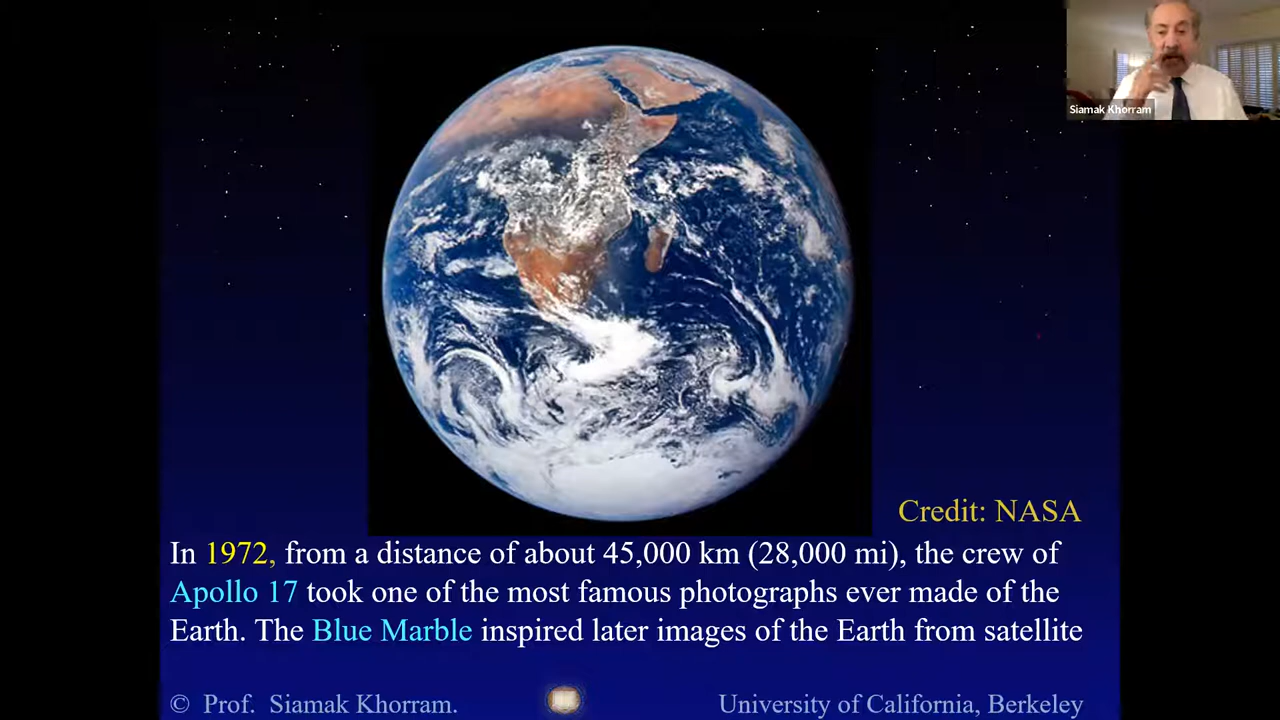 Siamak Khorram
Credit: NASA
In 1972, from a distance of about 45,000 km (28,000 mi), the crew of
Apollo 17 took one of the most famous photographs ever made of the
Earth. The Blue Marble inspired later images of the Earth from satellite
© Prof. Siamak Khorram.
University of California, Berkeley